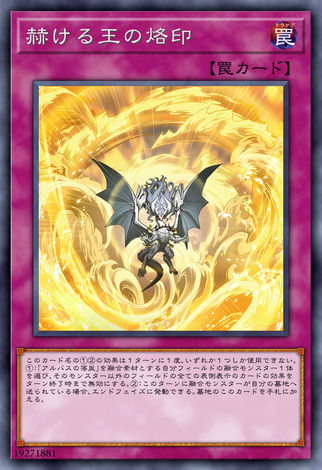 赫ける王の烙印
トラップ
罠
【罠カード】
このカード名の①②の効果は1ターンに1度、いずれか1つしか使用できない。
①:「アルバスの落胤」を融合素材とする自分フィールドの融合モンスター1体
を選び、そのモンスター以外のフィールドの全ての表側表示のカードの効果を
ターン終了時まで無効にする。②:このターンに融合モンスターが自分の墓地へ
送られている場合、エンドフェイズに発動できる。墓地のこのカードを手札に加
える。
19271881